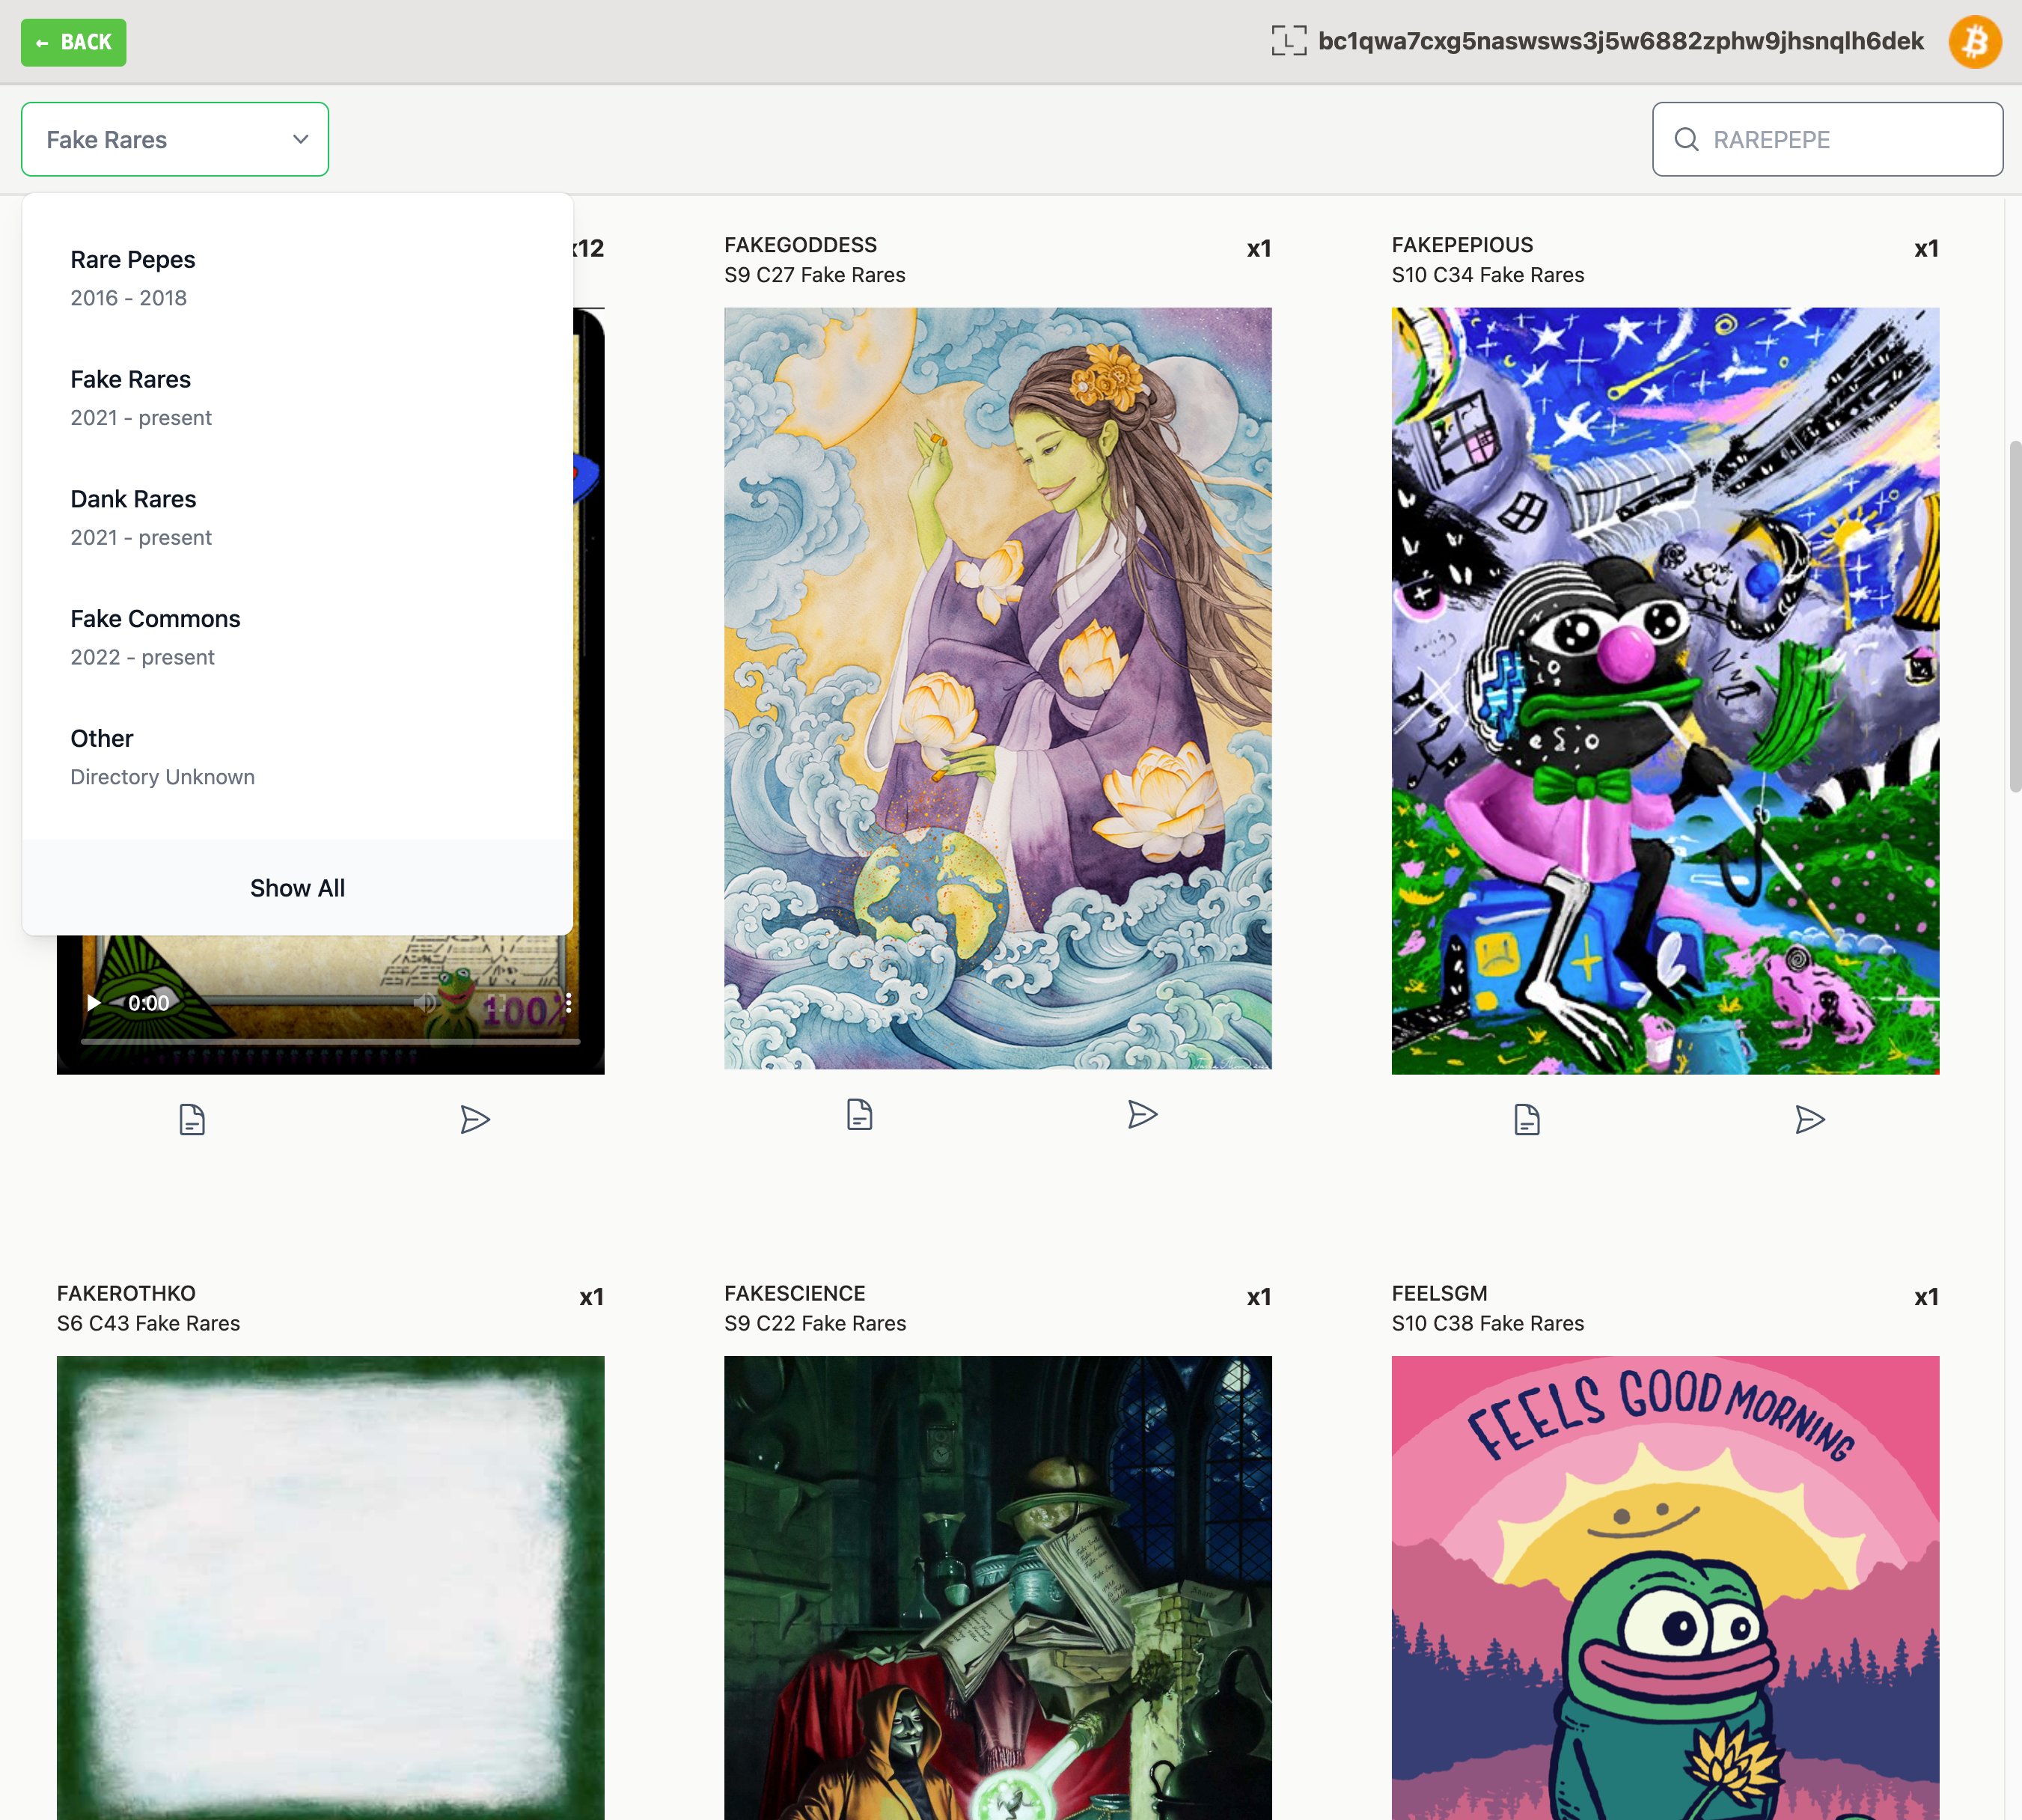 ← BACK
bc1qwa7cxg5naswsws3j5w6882zphw9jhsnqlh6dek
Fake Rares
RAREPEPE
Rare Pepes
2016 - 2018
Fake Rares
2021 - present
Dank Rares
2021 - present
Fake Commons
2022 - present
Other
Directory Unknown
Show All
x12
FAKEGODDESS
x1
S9 C27 Fake Rares
FAKEPEPIOUS
x1
S10 C34 Fake Rares
0:00
100%
FAKEROTHKO
x1
S6 C43 Fake Rares
FAKESCIENCE
x1
S9 C22 Fake Rares
FEELSGM
x1
S10 C38 Fake Rares
FEELS GOOD MORNING